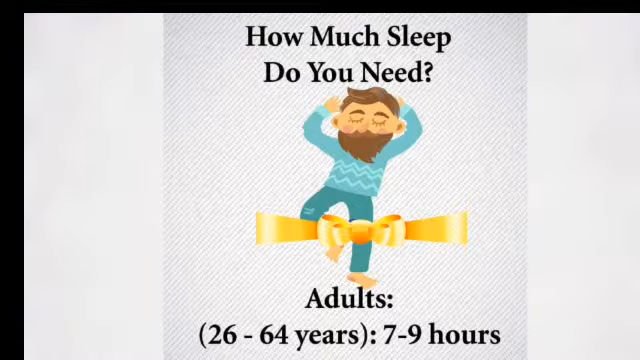 How Much Sleep
Do You Need?
Adults:
(26 - 64 years): 7-9 hours